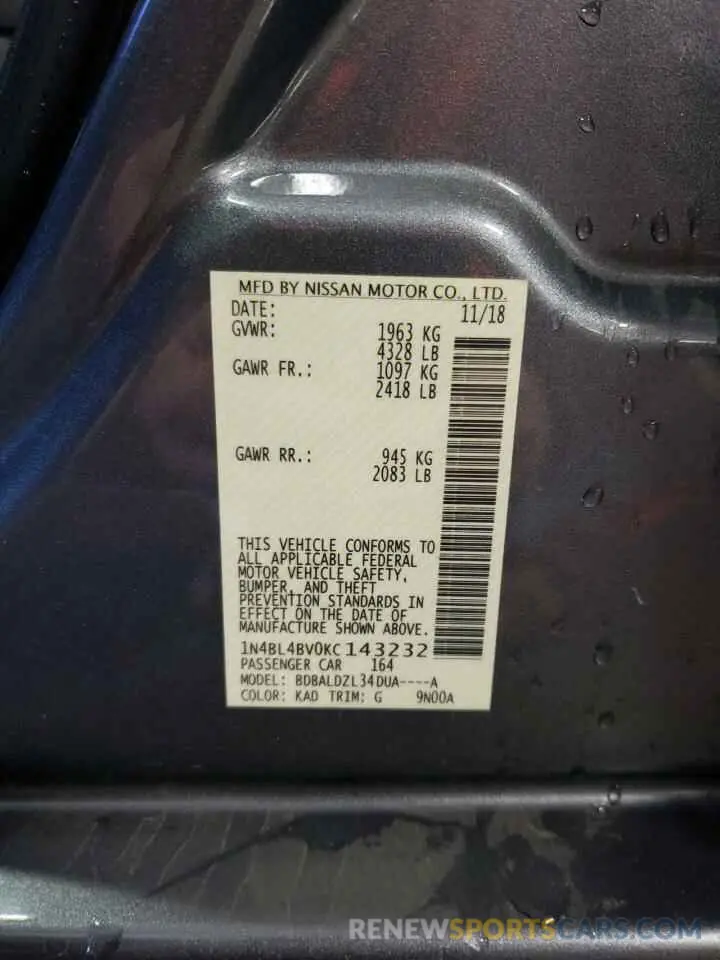 MFD BY NISSAN MOTOR CO., LTD.
DATE: 11/18
GVWR: 1963 KG
4328 LB
GAWR FR.: 1097 KG
2418 LB
GAWR RR.: 945 KG
2083 LB
THIS VEHICLE CONFORMS TO
ALL APPLICABLE FEDERAL
MOTOR VEHICLE SAFETY,
BUMPER, AND THEFT
PREVENTION STANDARDS IN
EFFECT ON THE DATE OF
MANUFACTURE SHOWN ABOVE.
1N4BL4BV0KC143232
PASSENGER CAR 164
MODEL: BDBALDZL34DUA----A
COLOR: KAD TRIM: G 9N00A
RENEWSPORTSCARS.COM